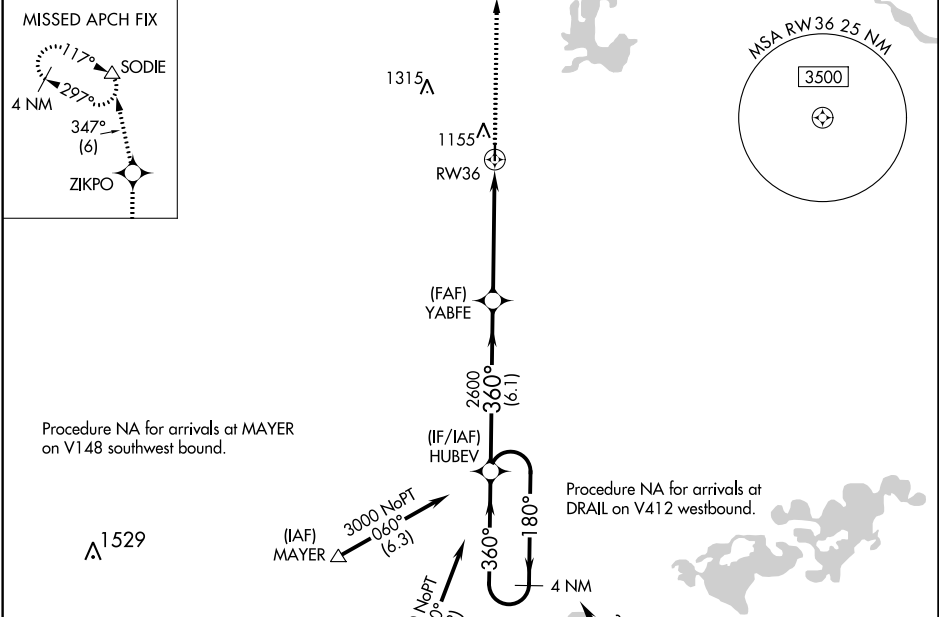 MISSED APCH FIX
117°
SODIE
4 NM
297°
347°
(6)
ZIKPO
1315
1155
RW36
MSA RW36 25 NM
3500
(FAF)
YABFE
2600
360°
(6.1)
Procedure NA for arrivals at MAYER
on V148 southwest bound.
(IF/IAF)
HUBEV
Procedure NA for arrivals at
DRAIL on V412 westbound.
1529
(IAF)
MAYER
3000 NoPT
060°
(6.3)
360°
180°
4 NM
NoPT